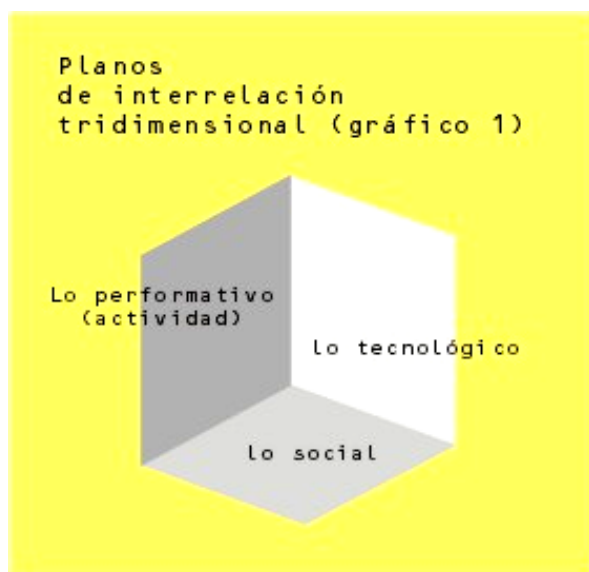 Planos
de interrelación
tridimensional (gráfico 1)
Lo performativo
(actividad)
lo tecnológico
lo social